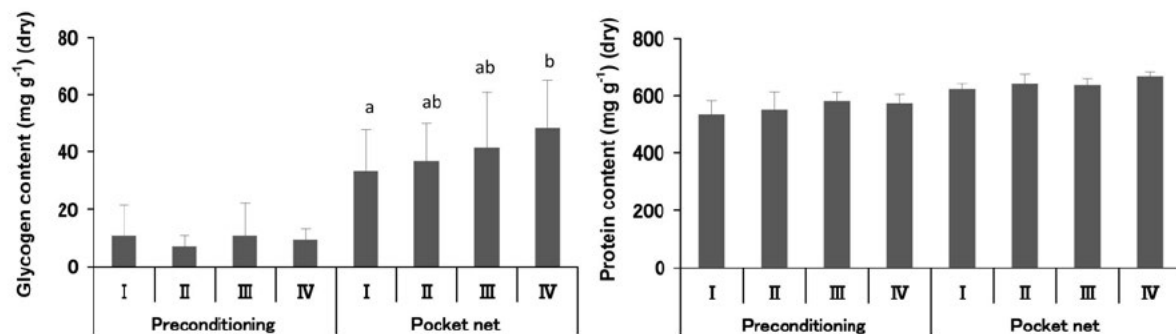 Glycogen content (mg g⁻¹) (dry)
80
60
40
20
0
a
ab
ab
b
I II III IV I II III IV
Preconditioning Pocket net
Protein content (mg g⁻¹) (dry)
800
600
400
200
0
I II III IV I II III IV
Preconditioning Pocket net